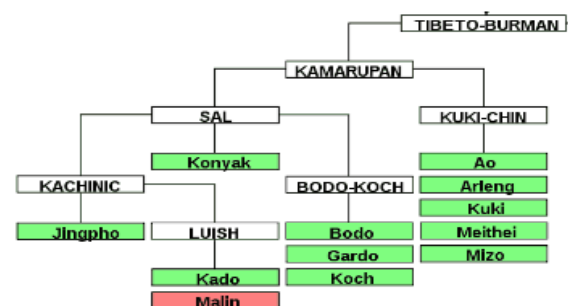 TIBETO-BURMAN
KAMARUPAN
SAL
KUKI-CHIN
Konyak
Ao
KACHINIC
BODO-KOCH
Arleng
Kuki
Jingpho
LUISH
Bodo
Meithei
Gardo
Mizo
Kado
Koch
Malin